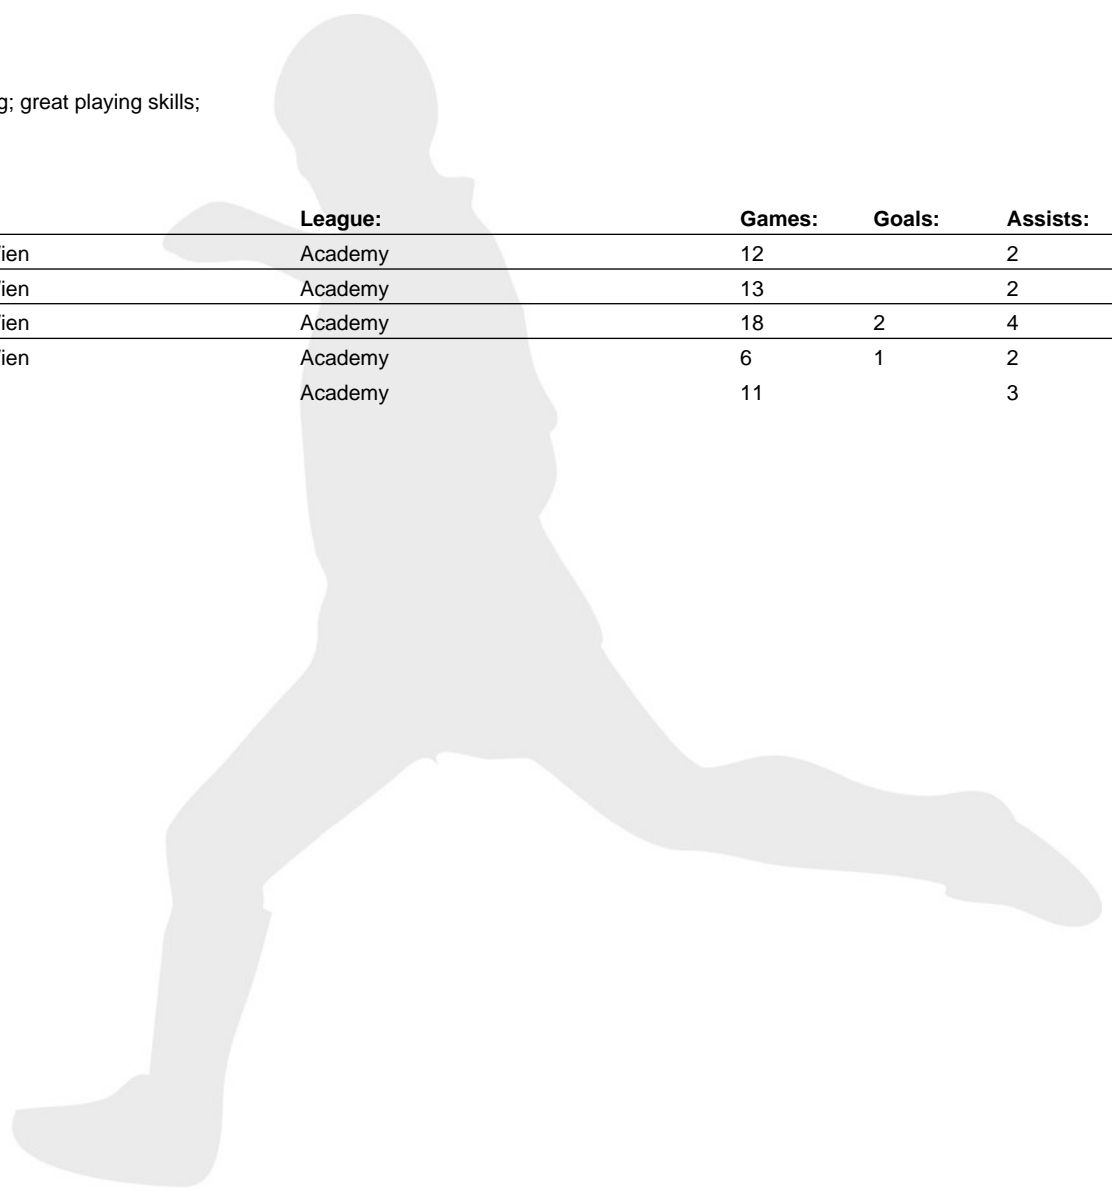 g; great playing skills;
League: Games: Goals: Assists:
ien Academy 12 2
ien Academy 13 2
ien Academy 18 2 4
ien Academy 6 1 2
Academy 11 3